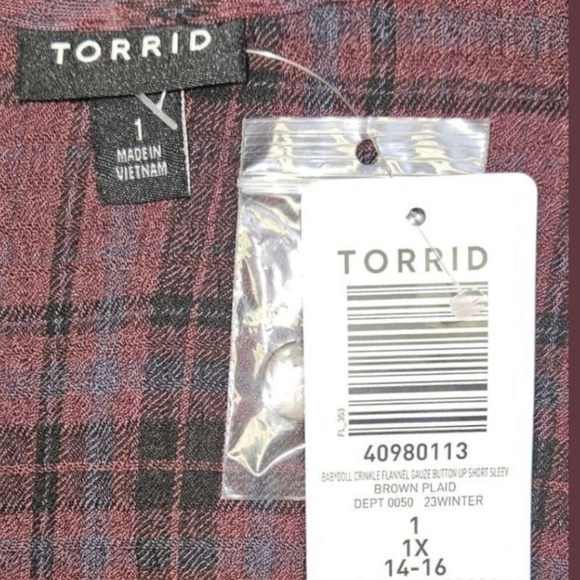 TORRID
1
MADE IN
VIETNAM
TORRID
FL_353
40980113
BABYDOLL CRINKLE FLANNEL GAUZE BUTTON UP SHORT SLEEV
BROWN PLAID
DEPT 0050 23WINTER
1
1X
14-16